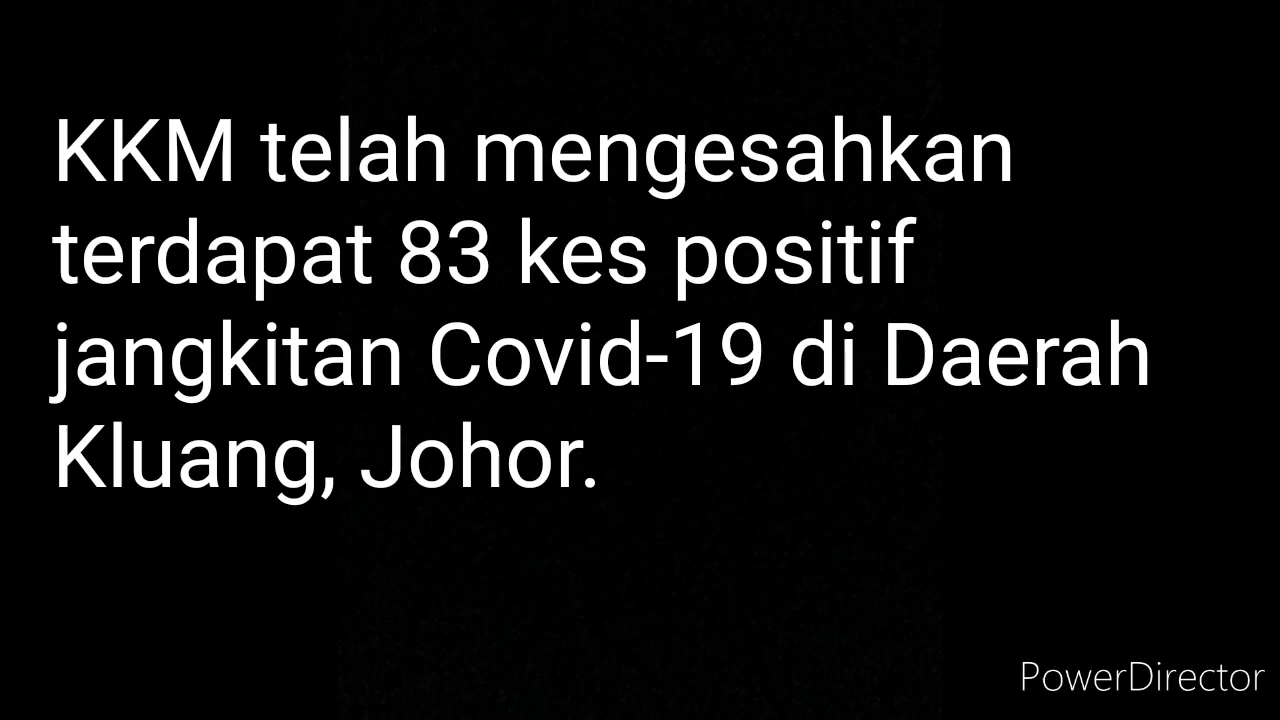 KKM telah mengesahkan
terdapat 83 kes positif
jangkitan Covid-19 di Daerah
Kluang, Johor.
PowerDirector